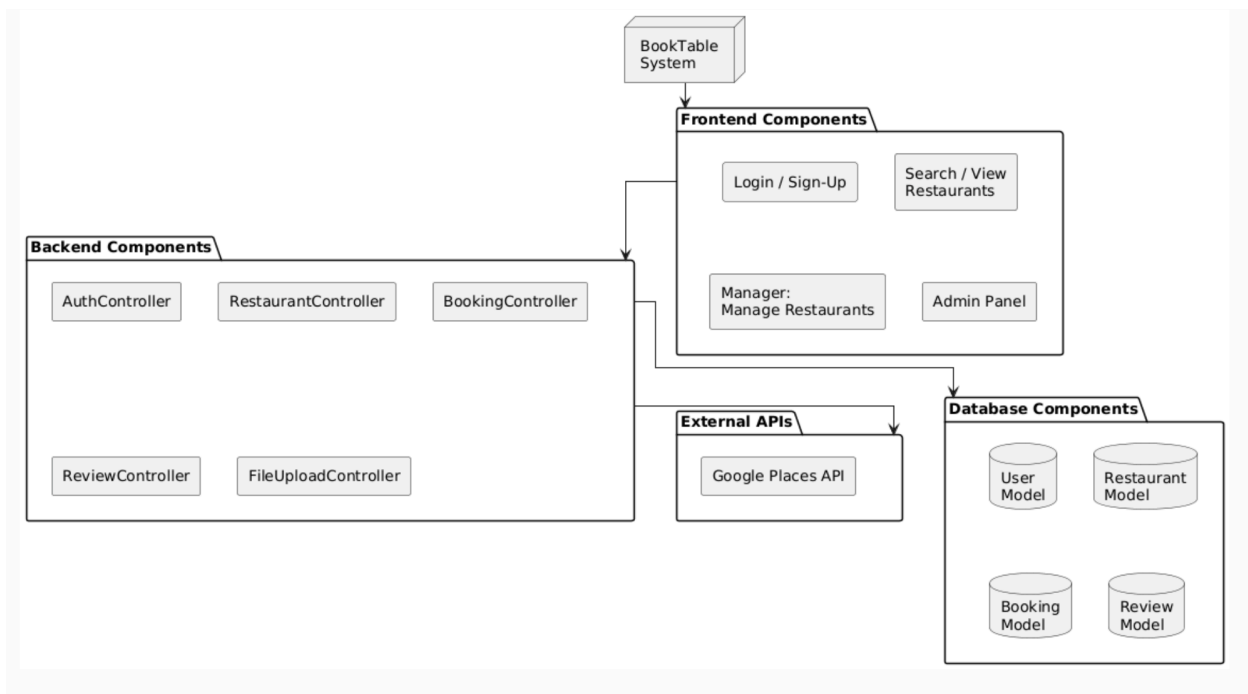 BookTable
System
Frontend Components
Login / Sign-Up
Search / View
Restaurants
Manager:
Manage Restaurants
Admin Panel
Backend Components
AuthController
RestaurantController
BookingController
ReviewController
FileUploadController
External APIs
Google Places API
Database Components
User
Model
Restaurant
Model
Booking
Model
Review
Model